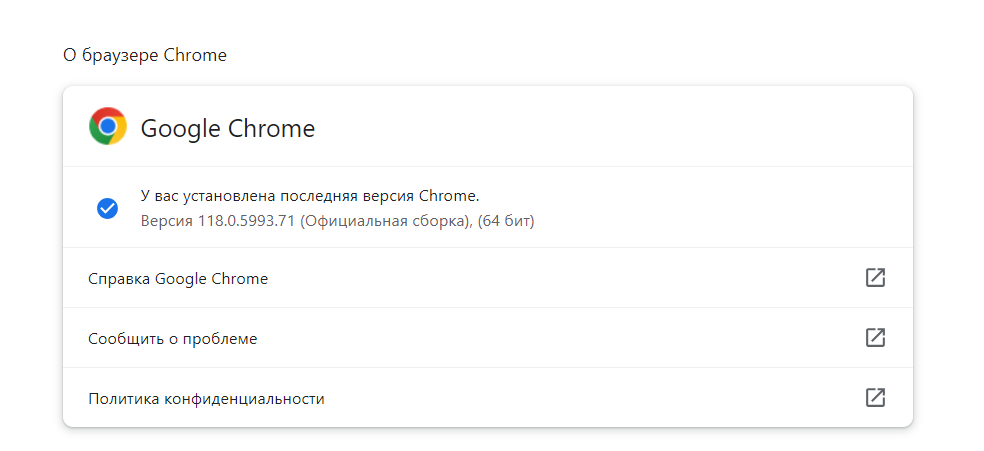 О браузере Chrome
Google Chrome
У вас установлена последняя версия Chrome.
Версия 118.0.5993.71 (Официальная сборка), (64 бит)
Справка Google Chrome
Сообщить о проблеме
Политика конфиденциальности